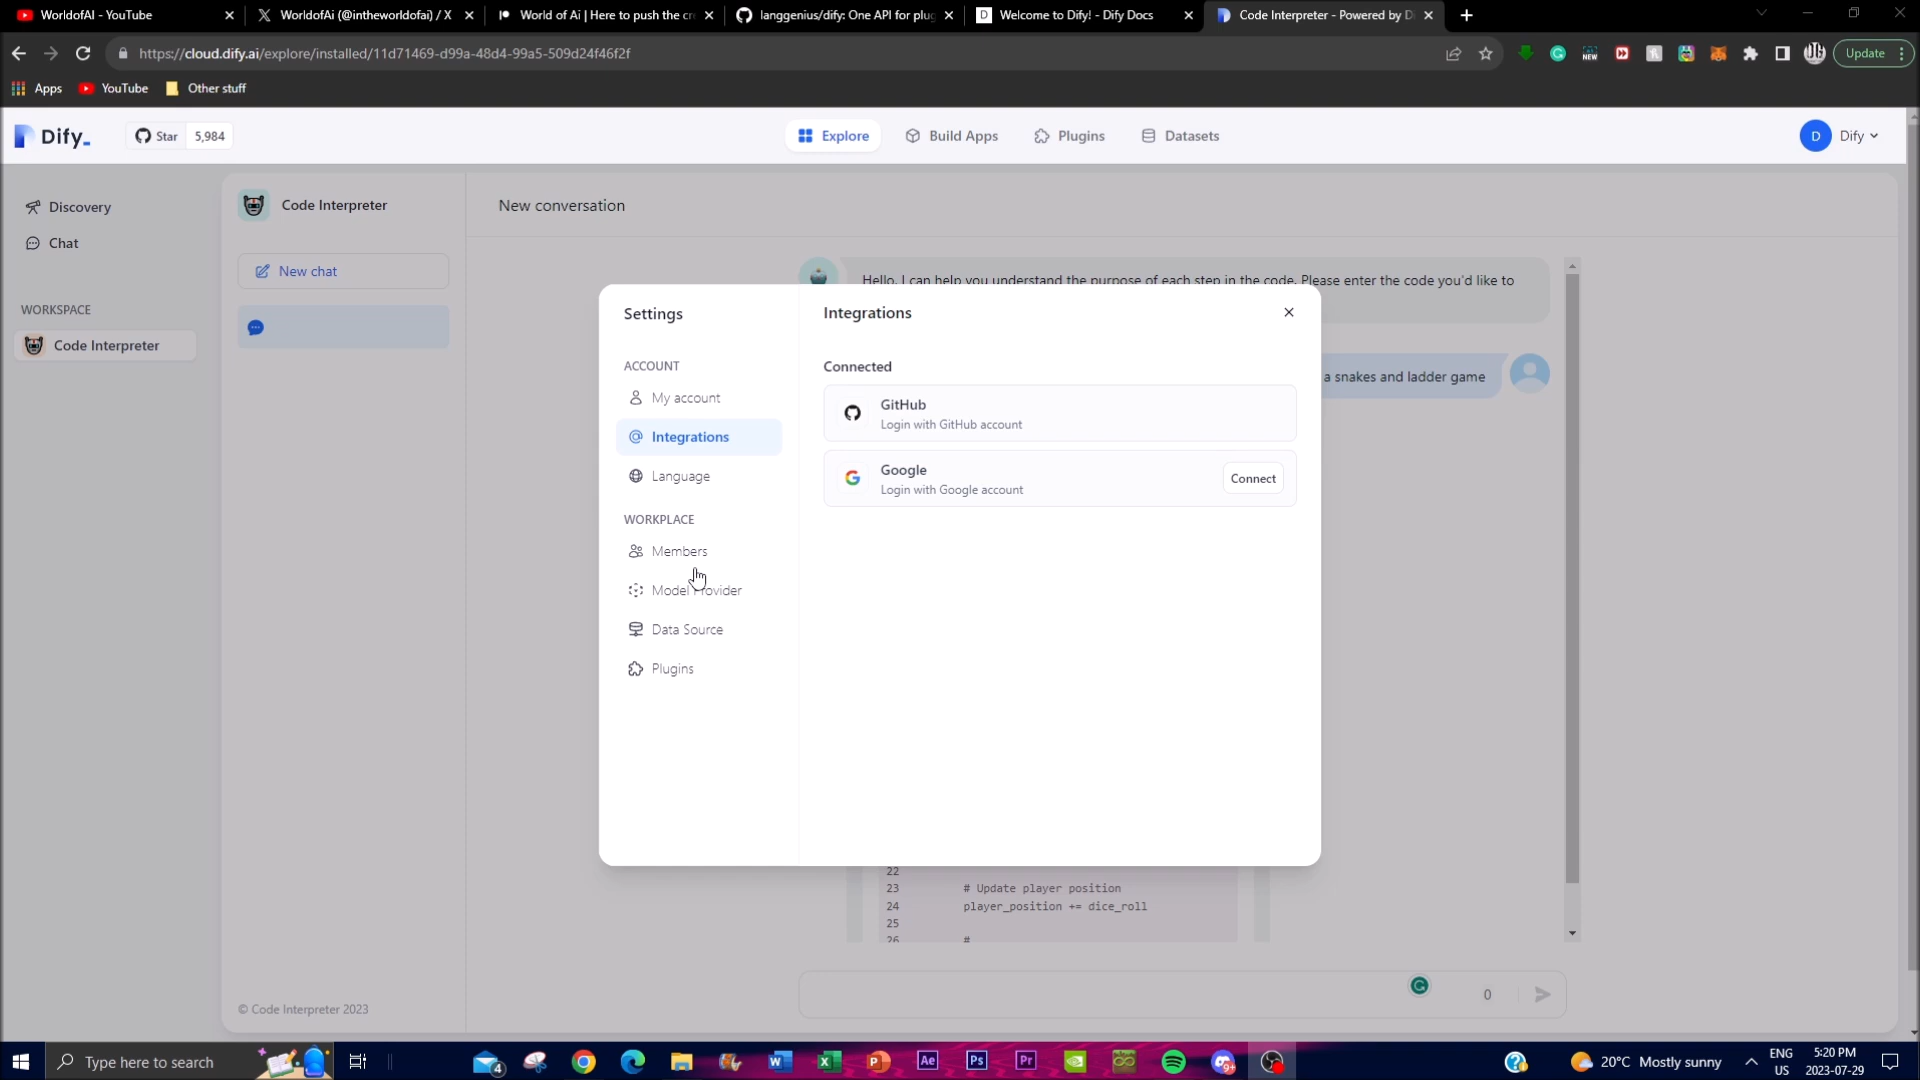 WorldofAI - YouTube
WorldofAi (@intheworldofai) / X
World of Ai | Here to push the cr
langgenius/dify: One API for plug
Welcome to Dify! - Dify Docs
Code Interpreter - Powered by D
https://cloud.dify.ai/explore/installed/11d71469-d99a-48d4-99a5-509d24f46f2f
NEW
Update
Apps
YouTube
Other stuff
Dify_
Star
5,984
Explore
Build Apps
Plugins
Datasets
D
Dify
Discovery
Chat
WORKSPACE
Code Interpreter
Code Interpreter
New chat
© Code Interpreter 2023
New conversation
Hello, I can help you understand the purpose of each step in the code. Please enter the code you'd like to
a snakes and ladder game
Settings
ACCOUNT
My account
Integrations
Language
WORKPLACE
Members
Model Provider
Data Source
Plugins
Integrations
Connected
GitHub
Login with GitHub account
Google
Login with Google account
Connect
22
23 # Update player position
24 player_position += dice_roll
25
26 #
0
Type here to search
4
Ae
Ps
Pr
9+
20°C Mostly sunny
ENG
US
5:20 PM
2023-07-29